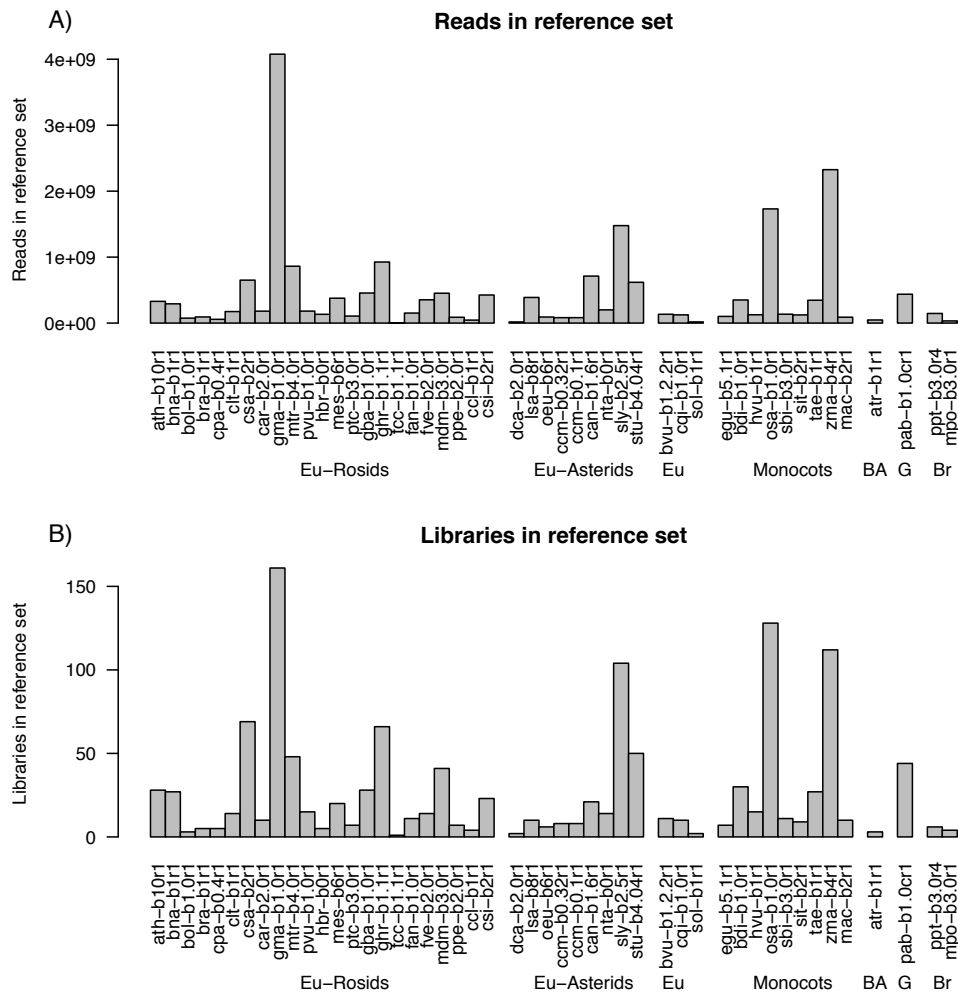 A)
Reads in reference set
Reads in reference set
4e+09
3e+09
2e+09
1e+09
0e+00
ath−b10r1
bna−b1r1
bol−b1.0r1
bra−b1r1
cpa−b0.4r1
clt−b1r1
csa−b2r1
car−b2.0r1
gma−b1.0r1
mtr−b4.0r1
pvu−b1.0r1
hbr−b0r1
mes−b6r1
ptc−b3.0r1
gba−b1.0r1
ghr−b1.1r1
tcc−b1.1r1
fan−b1.0r1
fve−b2.0r1
mdm−b3.0r1
ppe−b2.0r1
ccl−b1r1
csi−b2r1
dca−b2.0r1
lsa−b8r1
oeu−b6r1
ccm−b0.32r1
ccm−b0.1r1
can−b1.6r1
nta−b0r1
sly−b2.5r1
stu−b4.04r1
bvu−b1.2.2r1
cqi−b1.0r1
sol−b1r1
egu−b5.1r1
bdi−b1.0r1
hvu−b1r1
osa−b1.0r1
sbi−b3.0r1
sit−b2r1
tae−b1r1
zma−b4r1
mac−b2r1
atr−b1r1
pab−b1.0cr1
ppt−b3.0r4
mpo−b3.0r1
Eu−Rosids Eu−Asterids Eu Monocots BA G Br
B)
Libraries in reference set
Libraries in reference set
150
100
50
0
ath−b10r1
bna−b1r1
bol−b1.0r1
bra−b1r1
cpa−b0.4r1
clt−b1r1
csa−b2r1
car−b2.0r1
gma−b1.0r1
mtr−b4.0r1
pvu−b1.0r1
hbr−b0r1
mes−b6r1
ptc−b3.0r1
gba−b1.0r1
ghr−b1.1r1
tcc−b1.1r1
fan−b1.0r1
fve−b2.0r1
mdm−b3.0r1
ppe−b2.0r1
ccl−b1r1
csi−b2r1
dca−b2.0r1
lsa−b8r1
oeu−b6r1
ccm−b0.32r1
ccm−b0.1r1
can−b1.6r1
nta−b0r1
sly−b2.5r1
stu−b4.04r1
bvu−b1.2.2r1
cqi−b1.0r1
sol−b1r1
egu−b5.1r1
bdi−b1.0r1
hvu−b1r1
osa−b1.0r1
sbi−b3.0r1
sit−b2r1
tae−b1r1
zma−b4r1
mac−b2r1
atr−b1r1
pab−b1.0cr1
ppt−b3.0r4
mpo−b3.0r1
Eu−Rosids Eu−Asterids Eu Monocots BA G Br